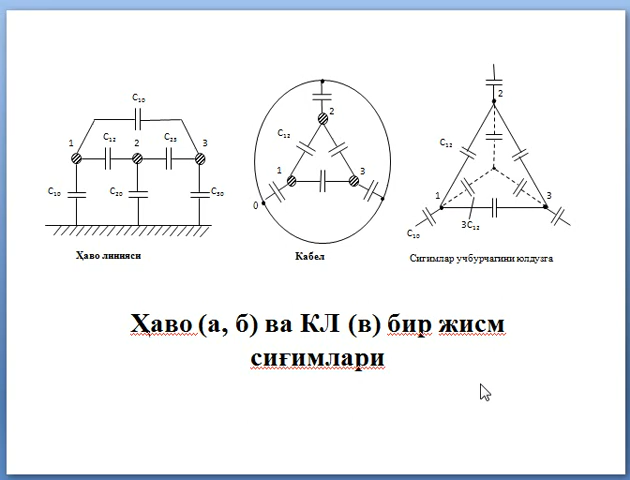 C₁₀
1
C₁₂
2
C₂₃
3
C₁₀
C₂₀
C₃₀
Ҳаво линияси
2
C₁₂
1
3
0
Кабел
2
C₁₂
1
3
C₁₀
3C₁₂
Сигимлар учбурчагини юлдузга
Ҳаво (а, б) ва КЛ (в) бир жисм
сиғимлари